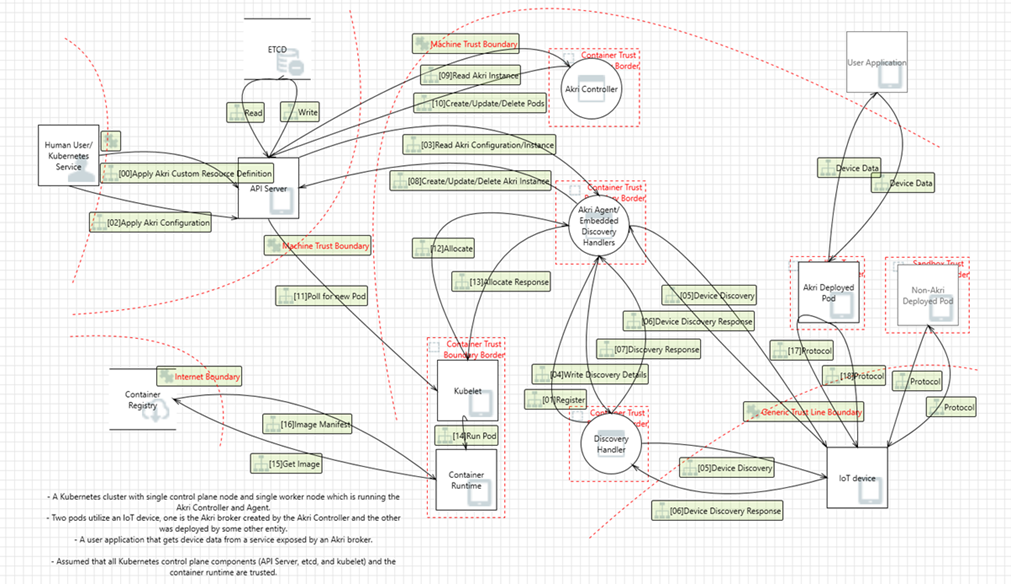 ETCD
Machine Trust Boundary
Container Trust
Border
[09]Read Akri Instance
Akri Controller
[10]Create/Update/Delete Pods
User Application
Read
Write
Human User/
Kubernetes
Service
[00]Apply Akri Custom Resource Definition
API Server
[02]Apply Akri Configuration
[03]Read Akri Configuration/Instance
[08]Create/Update/Delete Akri Instance
Container Trust
Border
Akri Agent/
Embedded
Discovery
Handlers
Device Data
Device Data
Machine Trust Boundary
[12]Allocate
[13]Allocate Response
[11]Poll for new Pod
[05]Device Discovery
[06]Device Discovery Response
[07]Discovery Response
[04]Write Discovery Details
[01]Register
Akri Deployed
Pod
Non-Akri
Deployed Pod
[17]Protocol
[18]Protocol
Protocol
Protocol
Generic Trust Line Boundary
Container Trust
Boundary Border
Kubelet
[14]Run Pod
Container
Runtime
Internet Boundary
Container
Registry
[16]Image Manifest
[15]Get Image
Container Trust
Discovery
Handler
[05]Device Discovery
[06]Device Discovery Response
IoT device
- A Kubernetes cluster with single control plane node and single worker node which is running the
Akri Controller and Agent.
- Two pods utilize an IoT device, one is the Akri broker created by the Akri Controller and the other
was deployed by some other entity.
- A user application that gets device data from a service exposed by an Akri broker.
- Assumed that all Kubernetes control plane components (API Server, etcd, and kubelet) and the
container runtime are trusted.